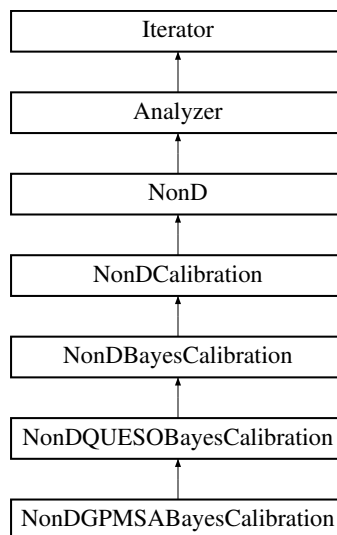 Iterator
Analyzer
NonD
NonDCalibration
NonDBayesCalibration
NonDQUESOBayesCalibration
NonDGPMSABayesCalibration